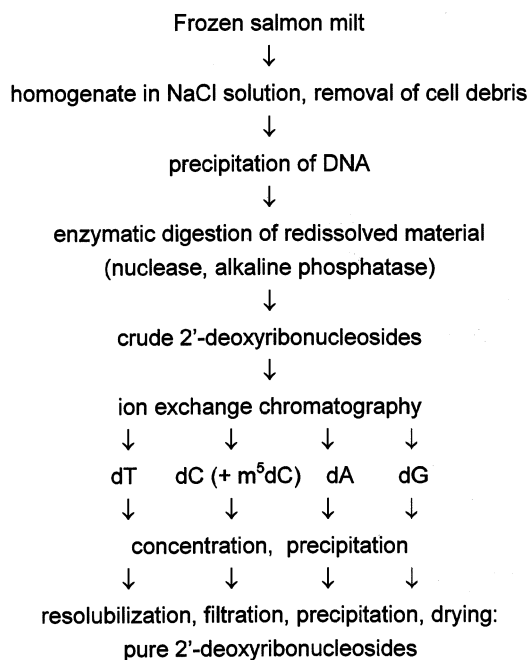 Frozen salmon milt
↓
homogenate in NaCl solution, removal of cell debris
↓
precipitation of DNA
↓
enzymatic digestion of redissolved material
(nuclease, alkaline phosphatase)
↓
crude 2'-deoxyribonucleosides
↓
ion exchange chromatography
↓ ↓ ↓ ↓
dT dC (+ m⁵dC) dA dG
↓ ↓ ↓ ↓
concentration, precipitation
↓ ↓ ↓ ↓
resolubilization, filtration, precipitation, drying:
pure 2'-deoxyribonucleosides